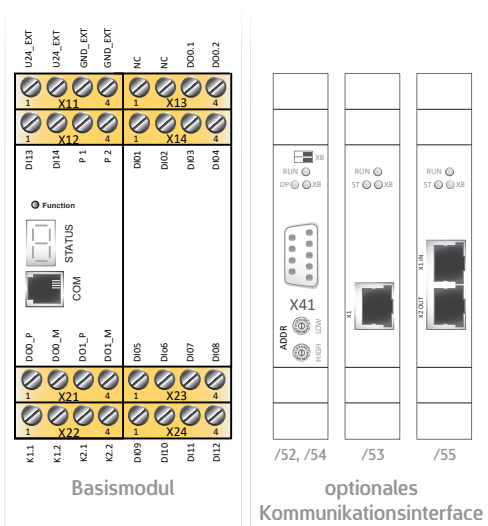 U24_EXT U24_EXT GND_EXT GND_EXT NC NC DO0.1 DO0.2
1 X11 4 1 X13 4
1 X12 4 1 X14 4
DI13 DI14 P 1 P 2 DI01 DI02 DI03 DI04
XB
RUN RUN RUN
DP XB ST XB ST XB
Function
STATUS
COM
X1 IN
X2 OUT
X1
X41
ADDR LOW
HIGH
DO0_P DO0_M DO1_P DO1_M DI05 DI06 DI07 DI08
1 X21 4 1 X23 4
1 X22 4 1 X24 4
K1.1 K1.2 K2.1 K2.2 DI09 DI10 DI11 DI12
/52, /54 /53 /55
Basismodul
optionales
Kommunikationsinterface